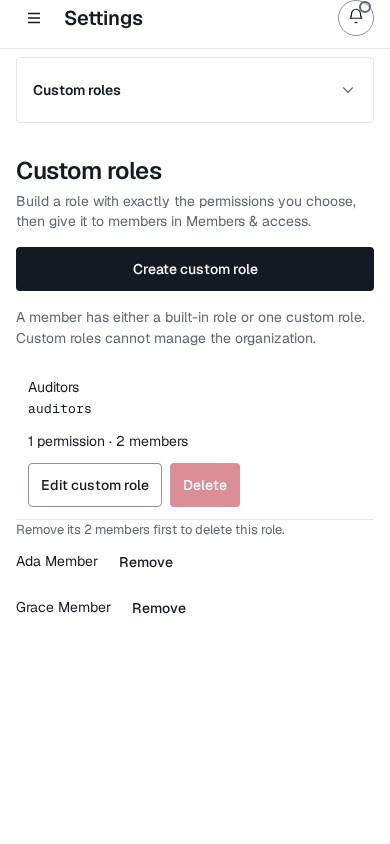 Settings
Custom roles
Custom roles
Build a role with exactly the permissions you choose,
then give it to members in Members & access.
Create custom role
A member has either a built-in role or one custom role.
Custom roles cannot manage the organization.
Auditors
auditors
1 permission · 2 members
Edit custom role
Delete
Remove its 2 members first to delete this role.
Ada Member
Remove
Grace Member
Remove